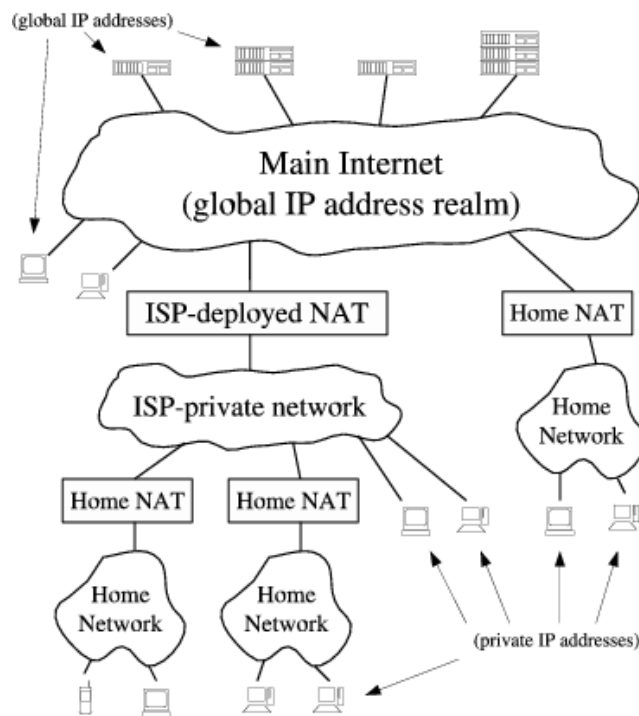 (global IP addresses)
Main Internet
(global IP address realm)
ISP-deployed NAT
Home NAT
ISP-private network
Home
Network
Home NAT
Home NAT
Home
Network
Home
Network
(private IP addresses)